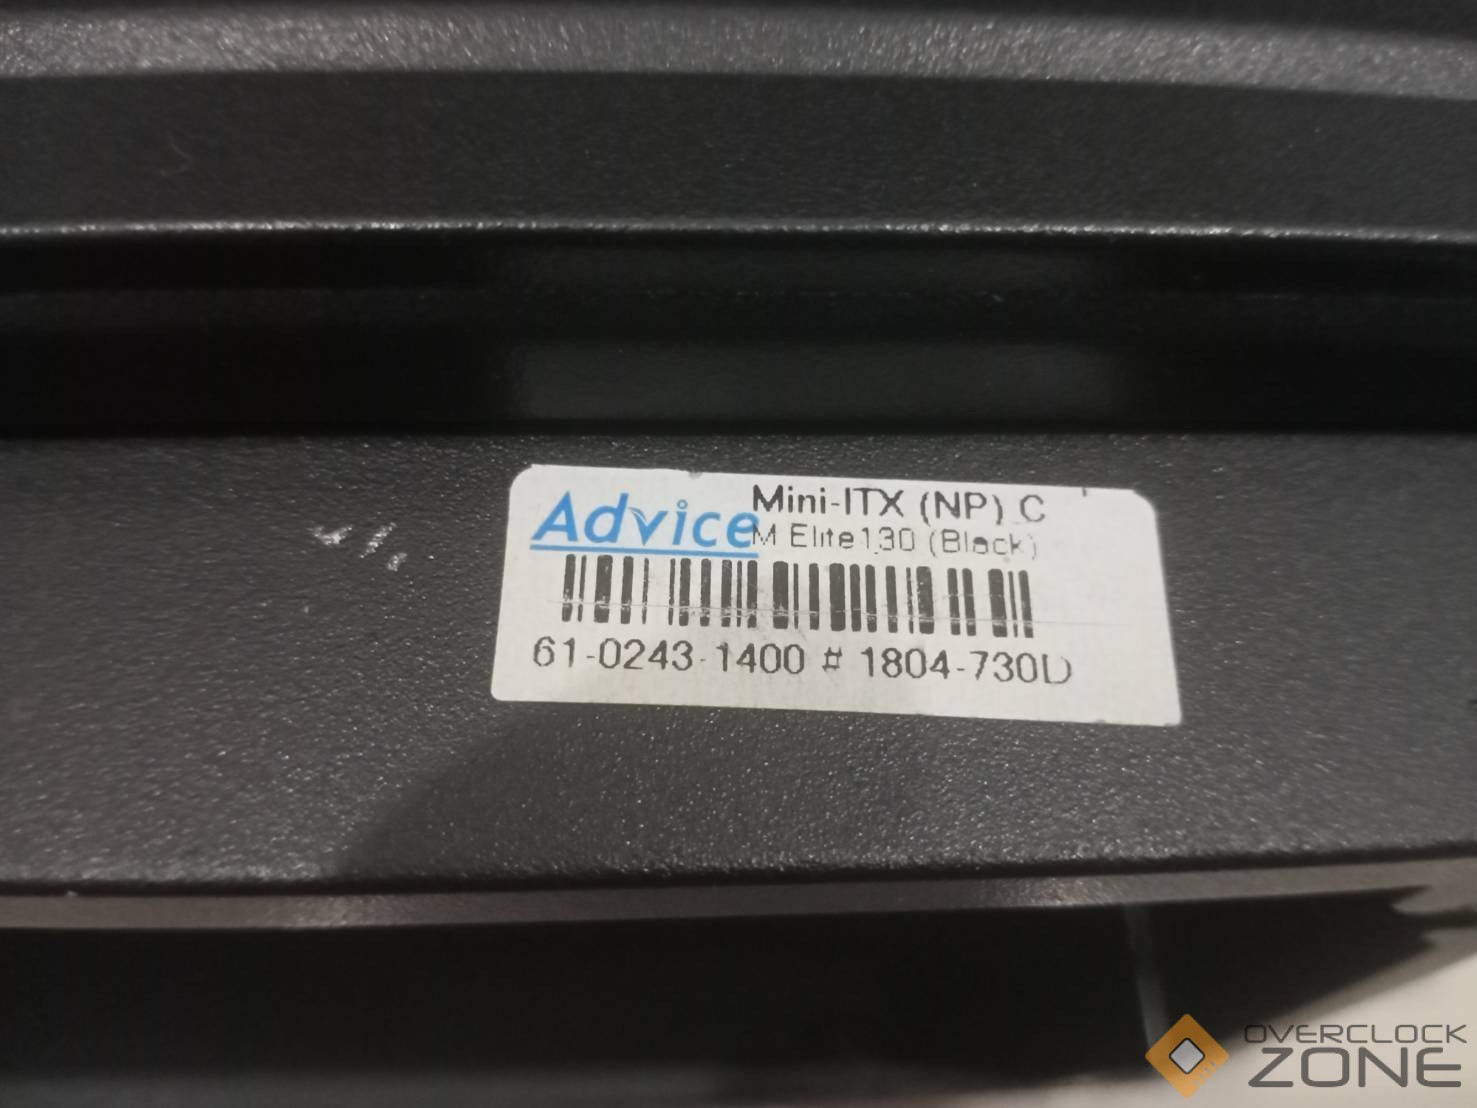 Advice
Mini-ITX (NP) C
M Elite130 (Black)
61-0243-1400 # 1804-730D
OVERCLOCK
ZONE